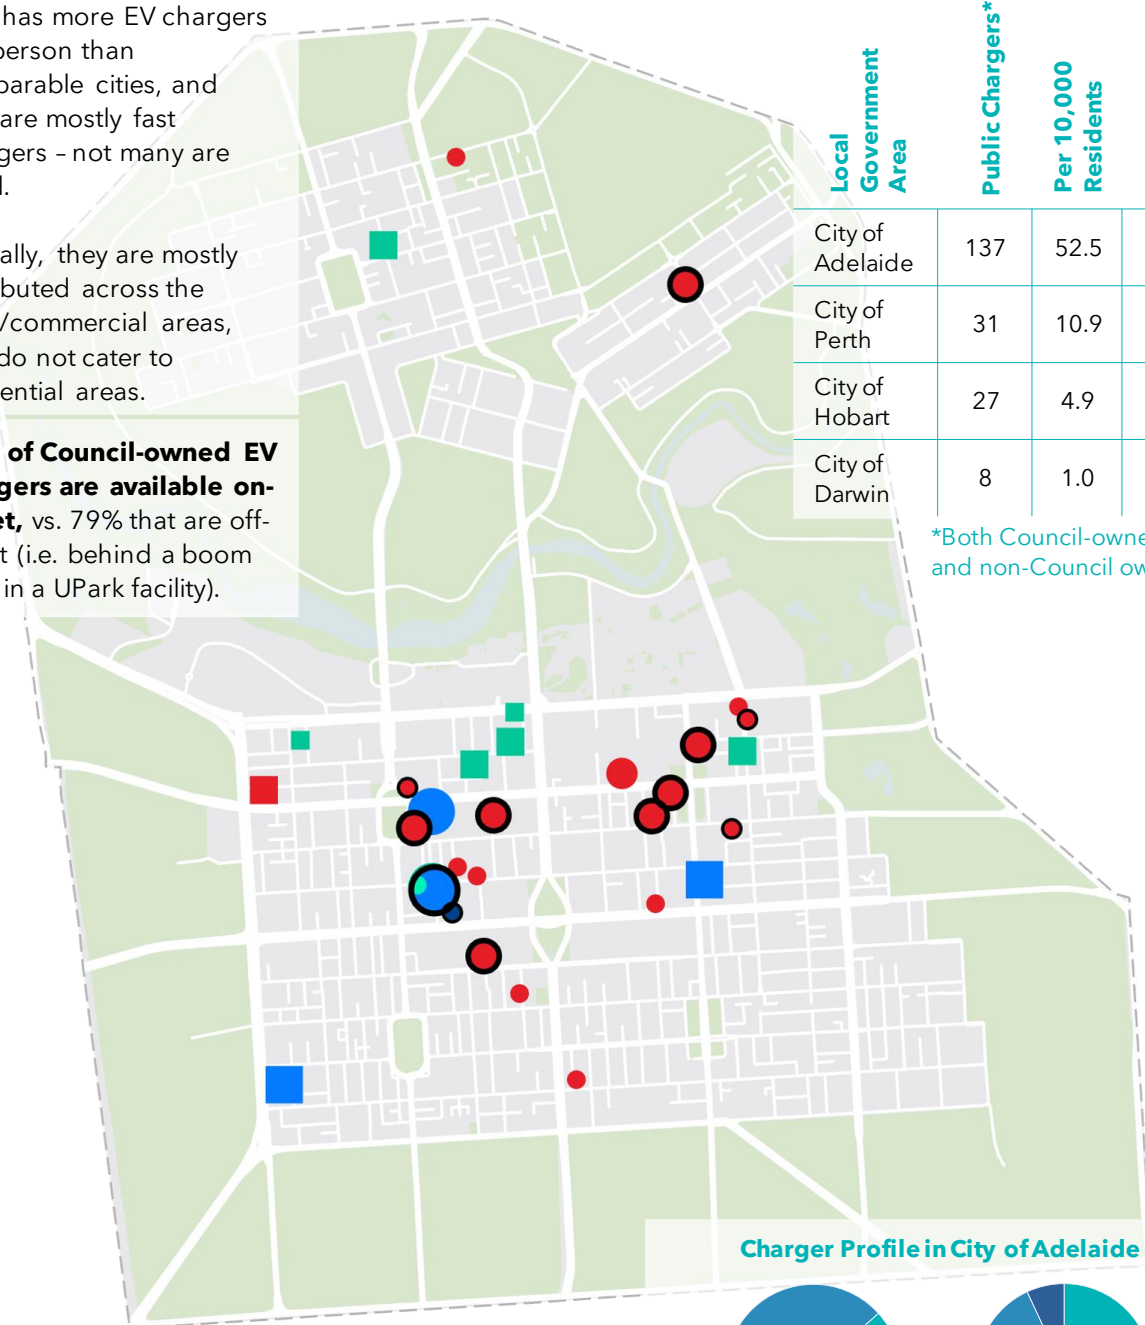 has more EV chargers
person than
parable cities, and
are mostly fast
gers – not many are
ally, they are mostly
buted across the
/commercial areas,
do not cater to
ential areas.
of Council-owned EV
gers are available on-
et, vs. 79% that are off-
t (i.e. behind a boom
in a UPark facility).
Local Government Area
Public Chargers*
Per 10,000 Residents
City of Adelaide
137
52.5
City of Perth
31
10.9
City of Hobart
27
4.9
City of Darwin
8
1.0
*Both Council-owne
and non-Council ow
Charger Profile in City of Adelaide